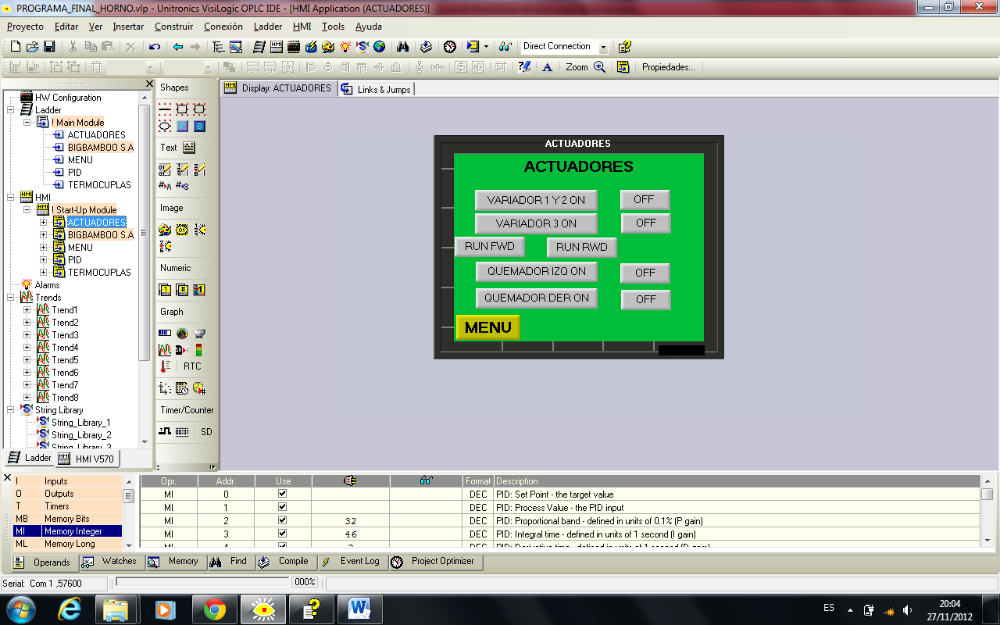 PROGRAMA_FINAL_HORNO.vlp - Unitronics VisiLogic OPLC IDE - [HMI Application (ACTUADORES)]
Proyecto Editar Ver Insertar Construir Conexión Ladder HMI Tools Ayuda
Direct Connection
Zoom Propiedades...
HW Configuration
Ladder
! Main Module
ACTUADORES
BIGBAMBOO S.A
MENU
PID
TERMOCUPLAS
HMI
! Start-Up Module
ACTUADORES
BIGBAMBOO S.A
MENU
PID
TERMOCUPLAS
Alarms
Trends
Trend1
Trend2
Trend3
Trend4
Trend5
Trend6
Trend7
Trend8
String Library
String_Library_1
String_Library_2
String_Library_3
Ladder HMI V570
Shapes
Text
Image
Numeric
Graph
RTC
Timer/Counter
SD
Display: ACTUADORES Links & Jumps
ACTUADORES
ACTUADORES
VARIADOR 1 Y 2 ON OFF
VARIADOR 3 ON OFF
RUN FWD RUN RWD
QUEMADOR IZQ ON OFF
QUEMADOR DER ON OFF
MENU
I Inputs
O Outputs
T Timers
MB Memory Bits
MI Memory Integer
ML Memory Long
Opr. Addr. Use Format Description
MI 0 DEC PID: Set Point - the target value
MI 1 DEC PID: Process Value - the PID input
MI 2 32 DEC PID: Proportional band - defined in units of 0.1% (P gain)
MI 3 46 DEC PID: Integral time - defined in units of 1 second (I gain)
MI 4 DEC PID: Derivative time - defined in units of 1 second (D gain)
Operands Watches Memory Find Compile Event Log Project Optimizer
Serial: Com 1 ,57600 000%
ES 20:04
27/11/2012